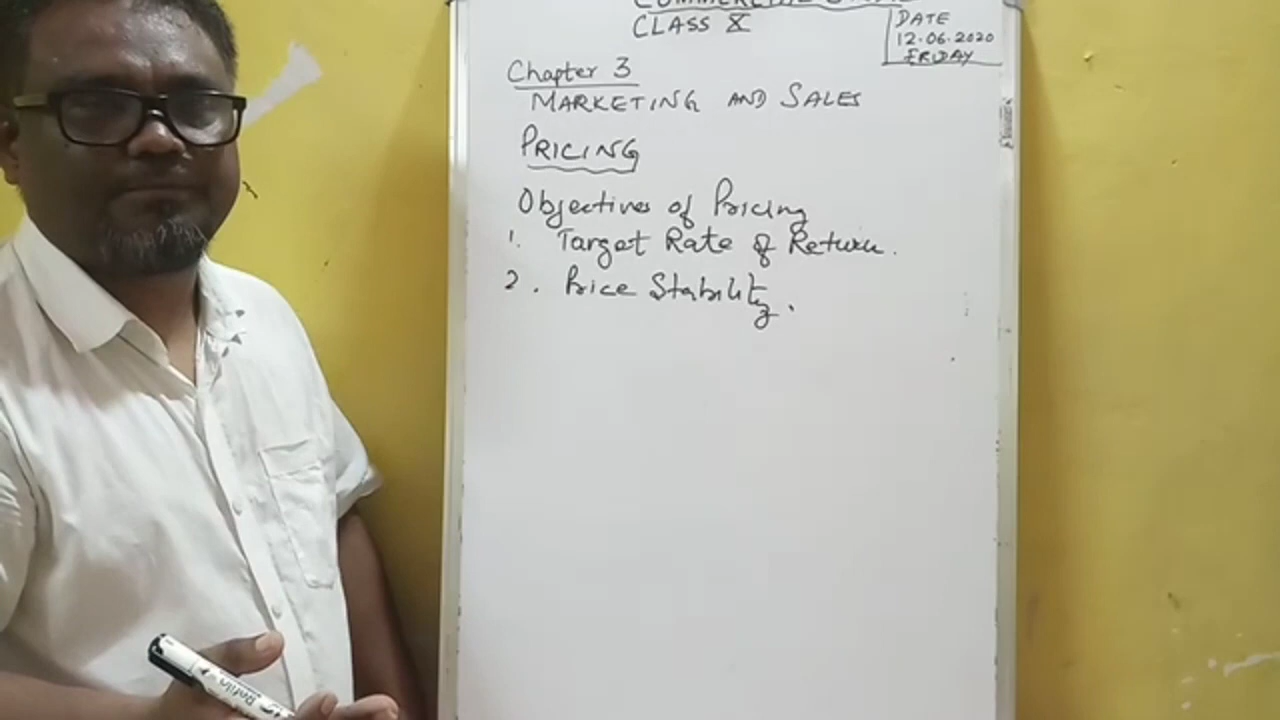 COMMERCIAL
CLASS X
DATE
12.06.2020
FRIDAY
Chapter 3
MARKETING AND SALES
PRICING
Objectives of Pricing
1. Target Rate of Return.
2. Price Stability.